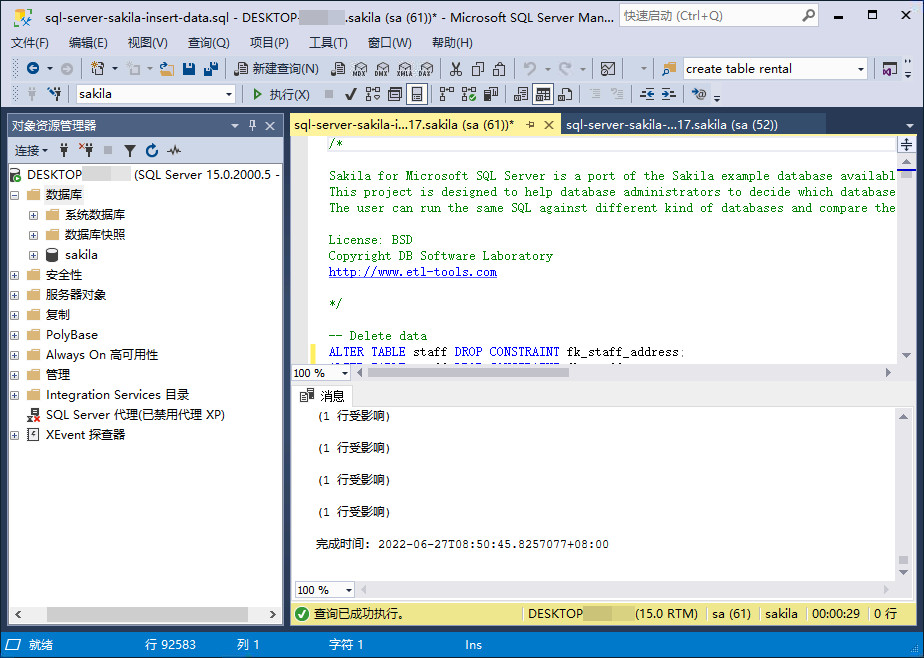 sql-server-sakila-insert-data.sql - DESKTOP- .sakila (sa (61))* - Microsoft SQL Server Man...
快速启动 (Ctrl+Q)
文件(F) 编辑(E) 视图(V) 查询(Q) 项目(P) 工具(T) 窗口(W) 帮助(H)
新建查询(N) MDX DMX XMLA DAX create table rental
sakila 执行(X)
对象资源管理器
连接
DESKTOP (SQL Server 15.0.2000.5 -
数据库
系统数据库
数据库快照
sakila
安全性
服务器对象
复制
PolyBase
Always On 高可用性
管理
Integration Services 目录
SQL Server 代理(已禁用代理 XP)
XEvent 探查器
sql-server-sakila-i...17.sakila (sa (61))* sql-server-sakila-...17.sakila (sa (52))
/*
Sakila for Microsoft SQL Server is a port of the Sakila example database availabl
This project is designed to help database administrators to decide which database
The user can run the same SQL against different kind of databases and compare the
License: BSD
Copyright DB Software Laboratory
http://www.etl-tools.com
*/
-- Delete data
ALTER TABLE staff DROP CONSTRAINT fk_staff_address;
100 %
消息
(1 行受影响)
(1 行受影响)
(1 行受影响)
(1 行受影响)
完成时间: 2022-06-27T08:50:45.8257077+08:00
100 %
查询已成功执行。 DESKTOP (15.0 RTM) sa (61) sakila 00:00:29 0 行
就绪 行 92583 列 1 字符 1 Ins